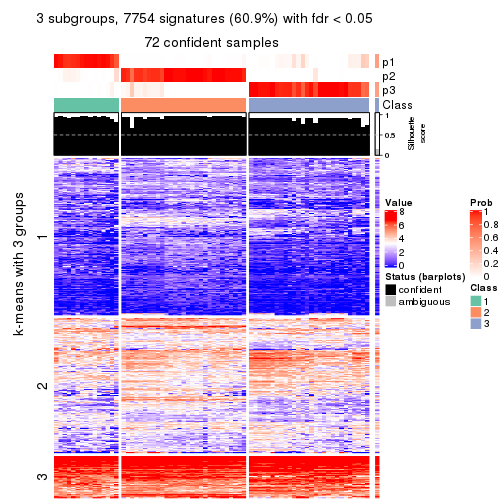 3 subgroups, 7754 signatures (60.9%) with fdr < 0.05
72 confident samples
p1
p2
p3
Class
1
0.5
0
Silhouette
score
k-means with 3 groups
1
2
3
Value
8
6
4
2
0
Status (barplots)
confident
ambiguous
Prob
1
0.8
0.6
0.4
0.2
0
Class
1
2
3